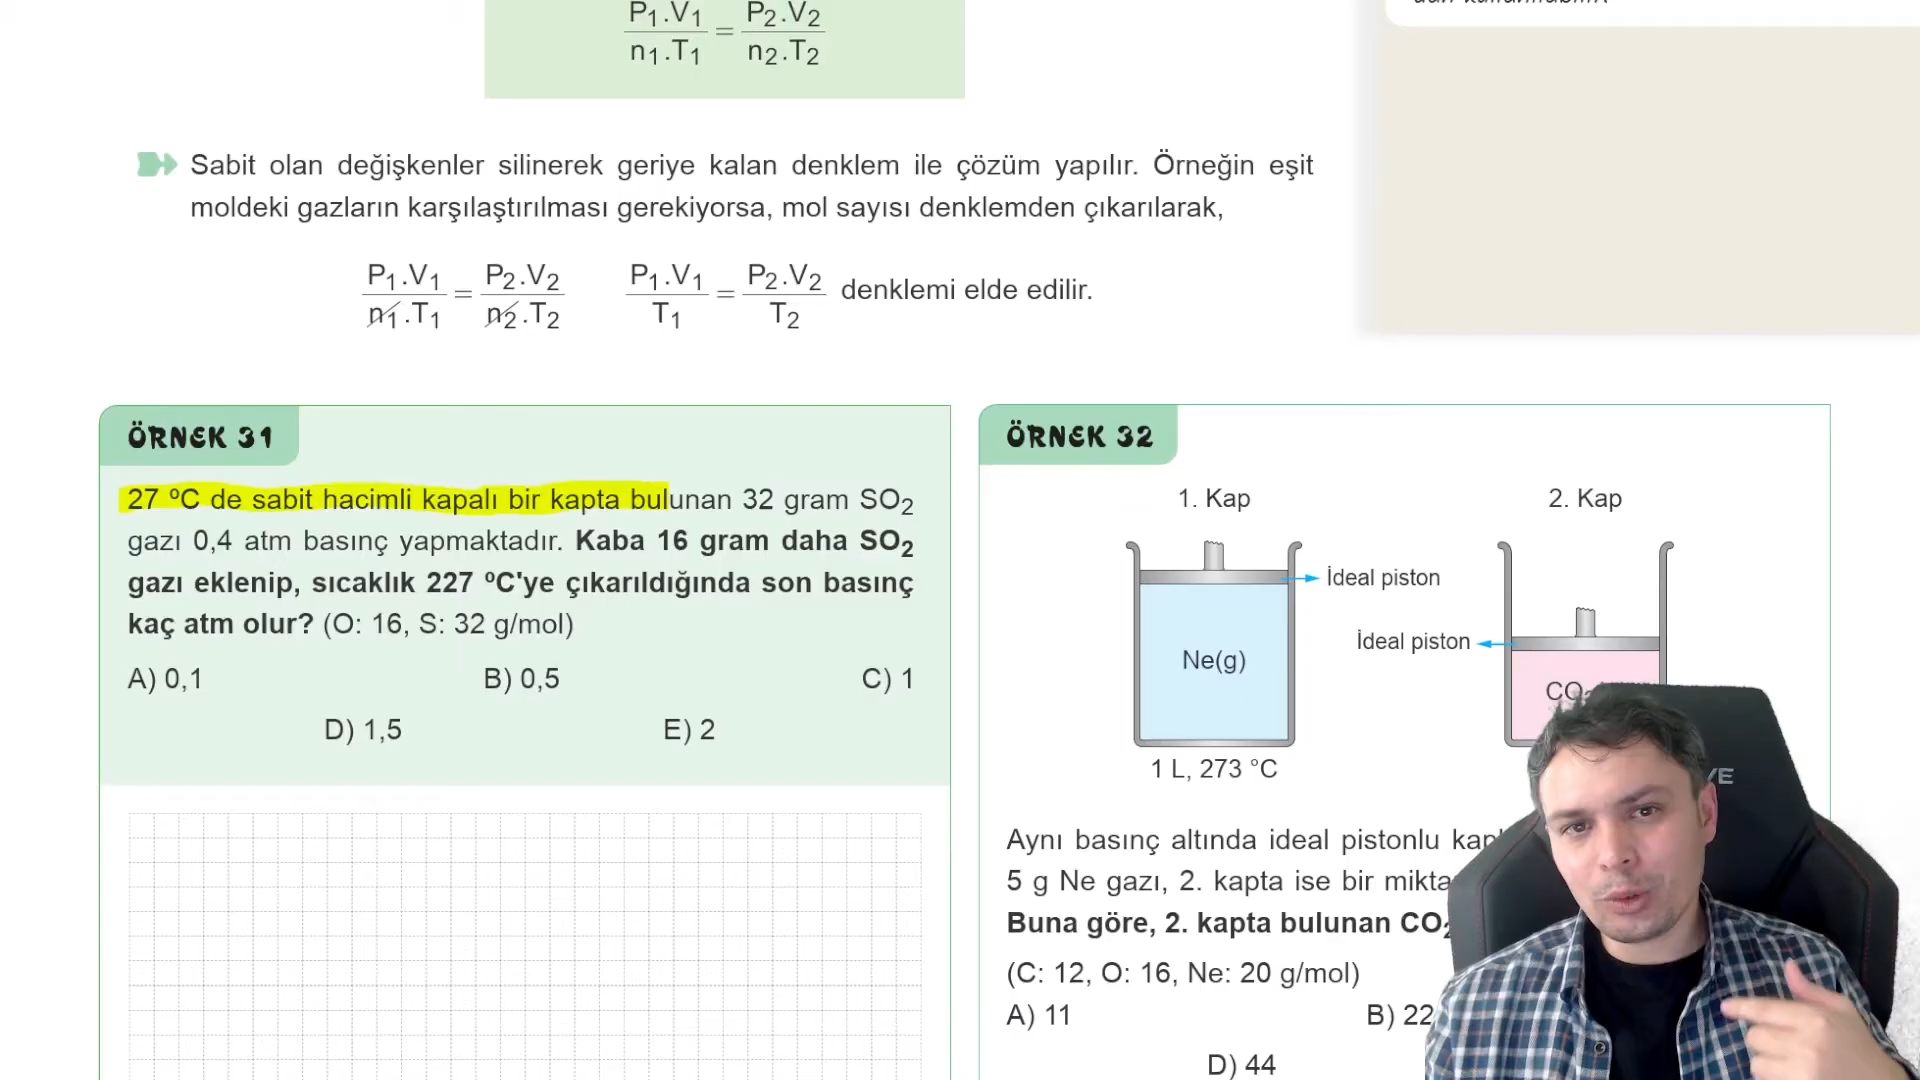 P1.V1 / n1.T1 = P2.V2 / n2.T2
Sabit olan değişkenler silinerek geriye kalan denklem ile çözüm yapılır. Örneğin eşit
moldeki gazların karşılaştırılması gerekiyorsa, mol sayısı denklemden çıkarılarak,
P1.V1 / n1.T1 = P2.V2 / n2.T2 P1.V1 / T1 = P2.V2 / T2 denklemi elde edilir.
ÖRNEK 31
27 ºC de sabit hacimli kapalı bir kapta bulunan 32 gram SO2
gazı 0,4 atm basınç yapmaktadır. Kaba 16 gram daha SO2
gazı eklenip, sıcaklık 227 ºC'ye çıkarıldığında son basınç
kaç atm olur? (O: 16, S: 32 g/mol)
A) 0,1 B) 0,5 C) 1
D) 1,5 E) 2
ÖRNEK 32
1. Kap 2. Kap
İdeal piston
İdeal piston
Ne(g)
1 L, 273 °C
Aynı basınç altında ideal pistonlu
5 g Ne gazı, 2. kapta ise bir
Buna göre, 2. kapta bulunan CO2
(C: 12, O: 16, Ne: 20 g/mol)
A) 11 B) 22
D) 44